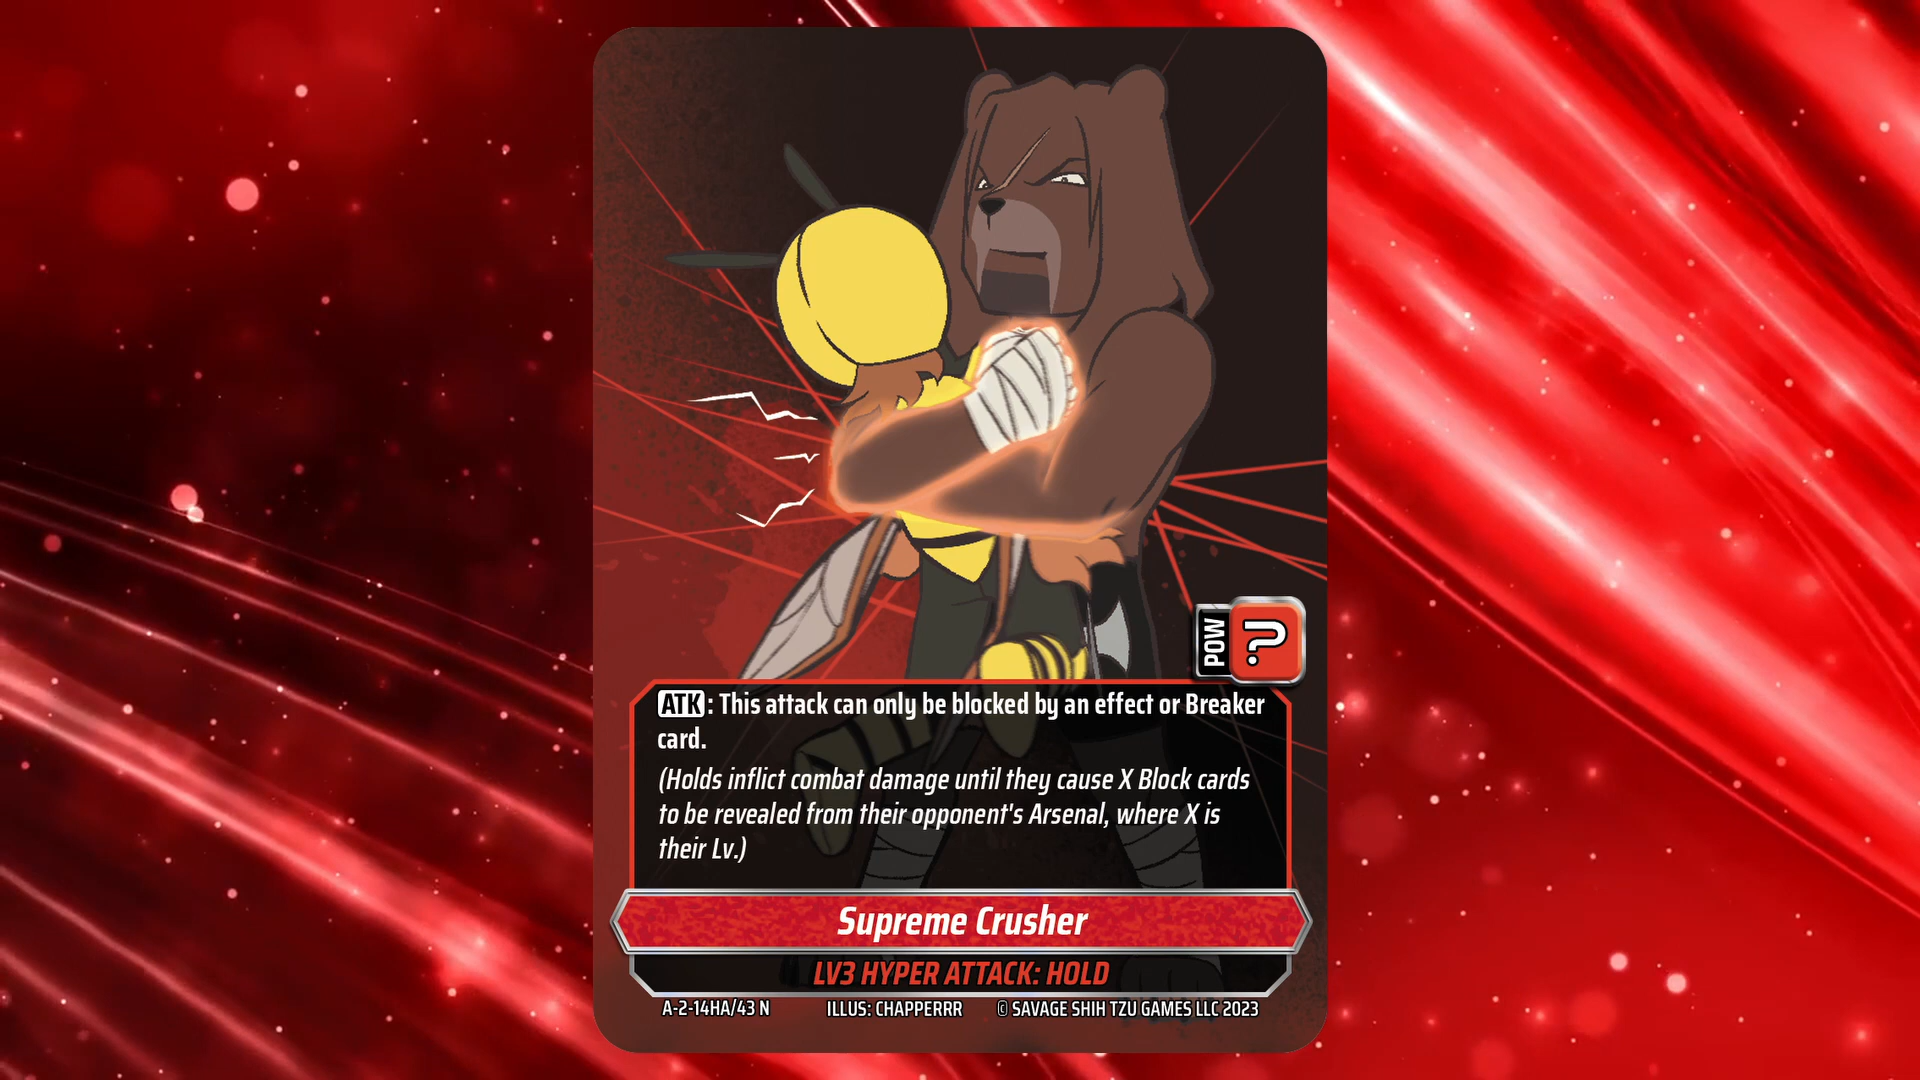 POW ?
ATK: This attack can only be blocked by an effect or Breaker
card.
(Holds inflict combat damage until they cause X Block cards
to be revealed from their opponent's Arsenal, where X is
their Lv.)
Supreme Crusher
LV3 HYPER ATTACK: HOLD
A-2-14HA/43 N ILLUS: CHAPPERRR © SAVAGE SHIH TZU GAMES LLC 2023